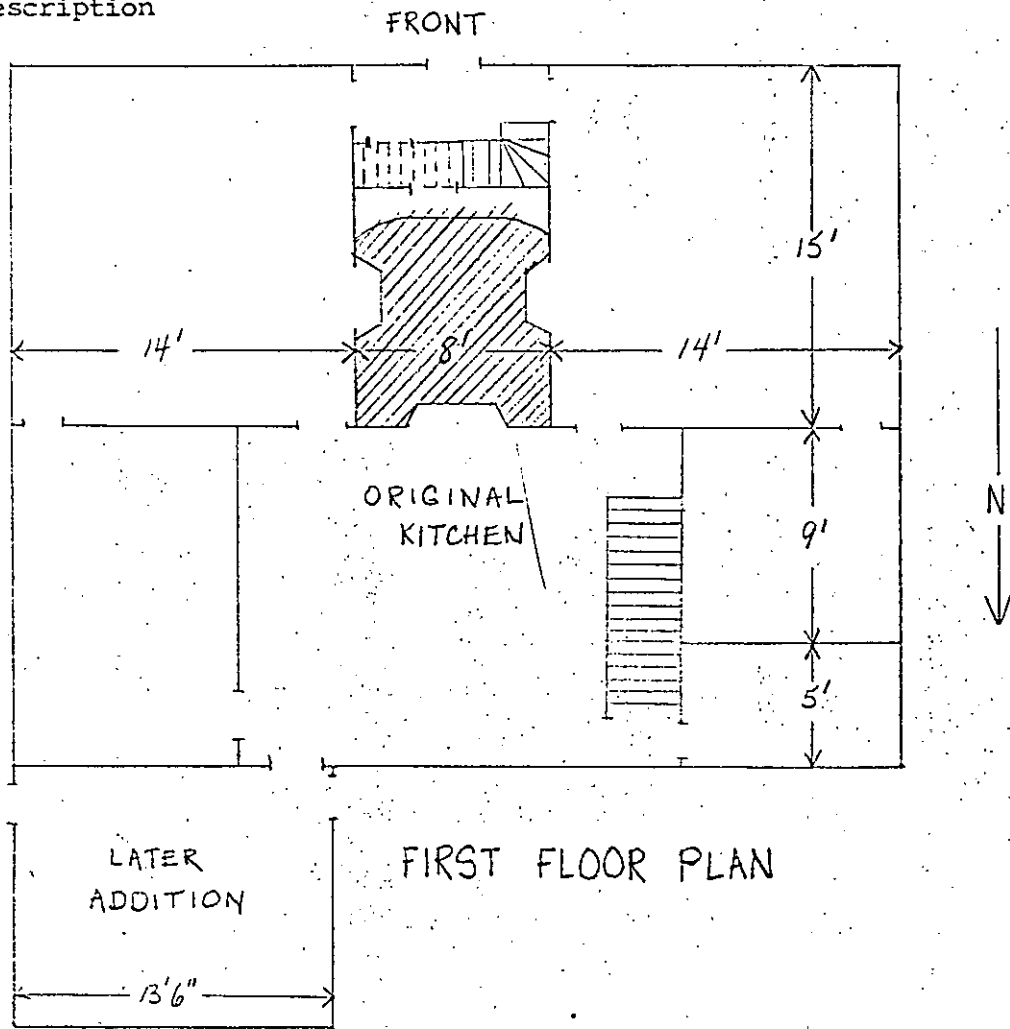 escription
FRONT
15'
14'
8'
14'
ORIGINAL
KITCHEN
9'
N
5'
LATER
ADDITION
FIRST FLOOR PLAN
13'6"